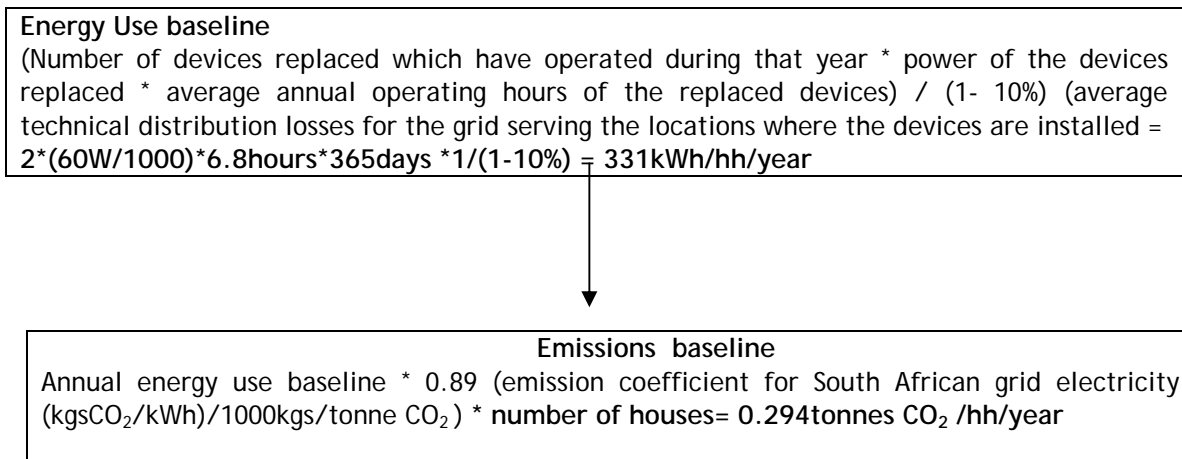 Energy Use baseline
(Number of devices replaced which have operated during that year * power of the devices
replaced * average annual operating hours of the replaced devices) / (1- 10%) (average
technical distribution losses for the grid serving the locations where the devices are installed =
2*(60W/1000)*6.8hours*365days *1/(1-10%) = 331kWh/hh/year
Emissions baseline
Annual energy use baseline * 0.89 (emission coefficient for South African grid electricity
(kgsCO₂/kWh)/1000kgs/tonne CO₂ ) * number of houses= 0.294tonnes CO₂ /hh/year